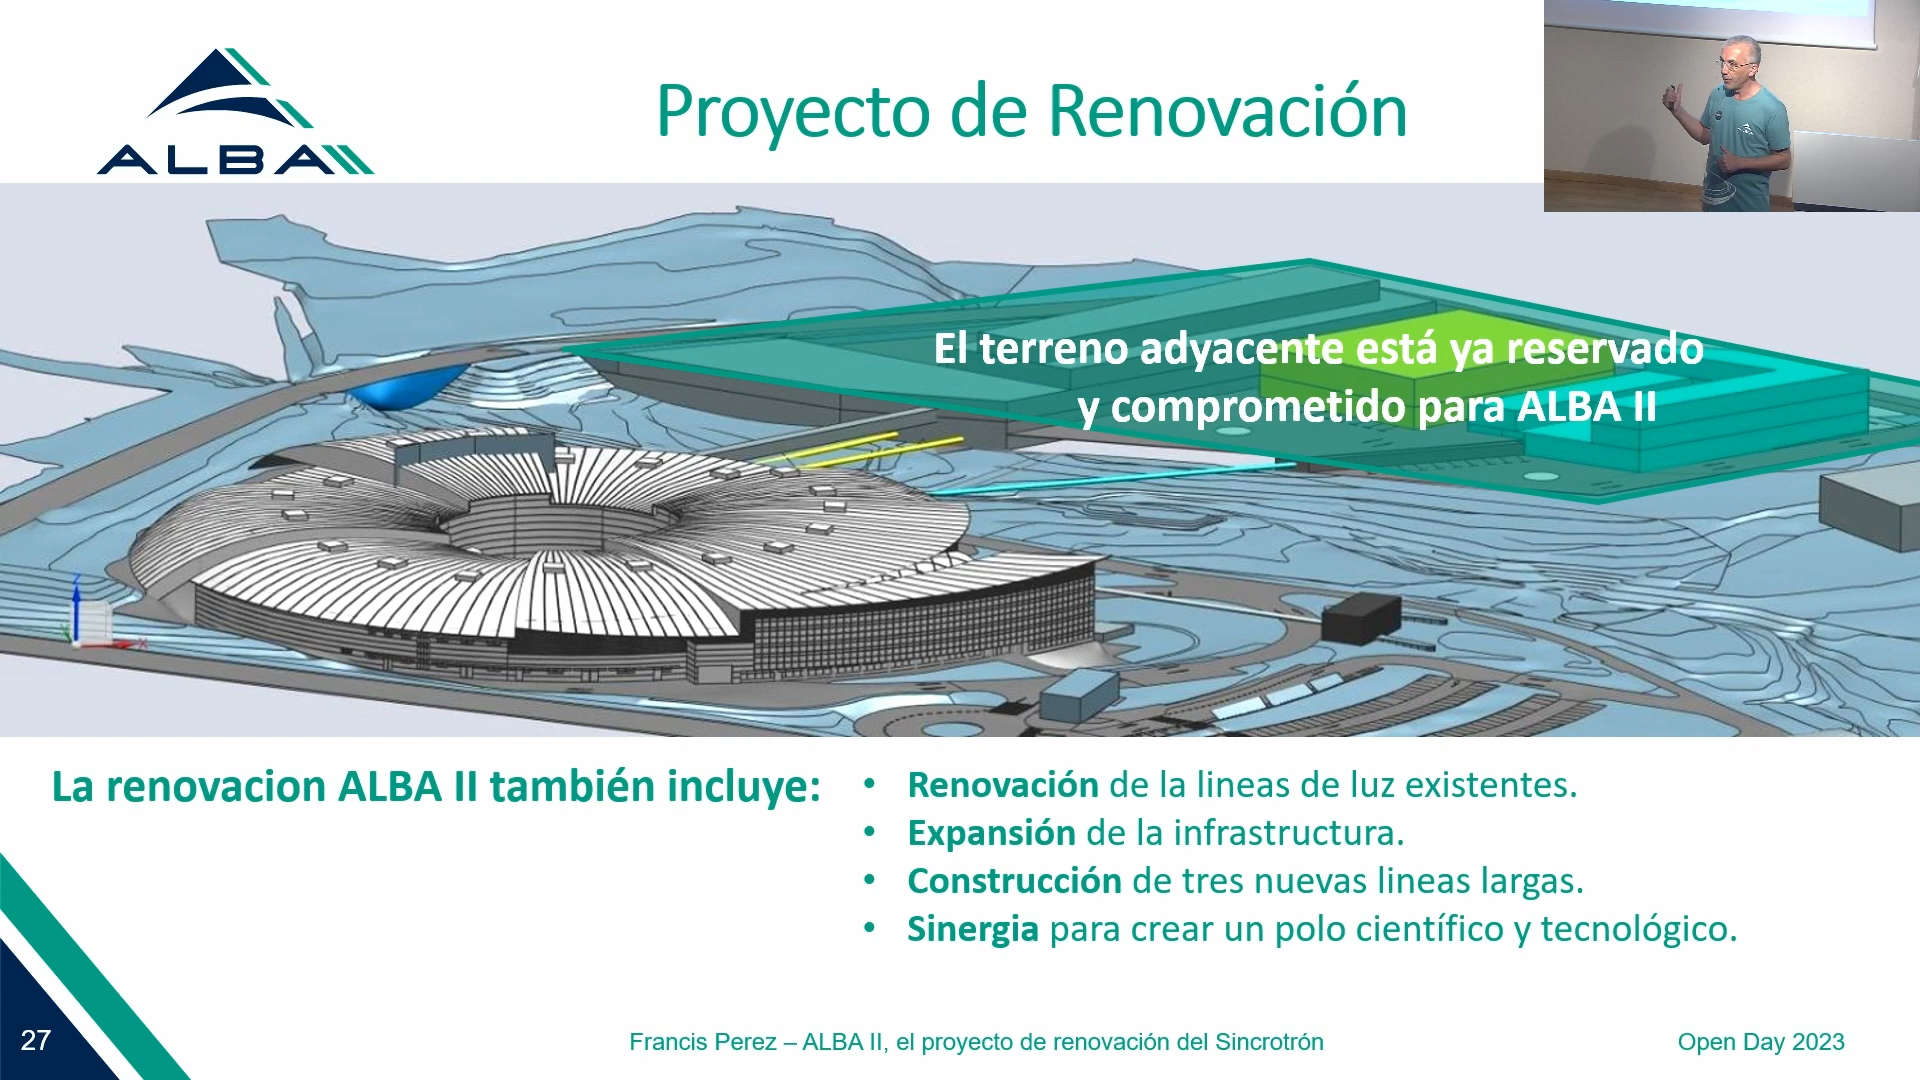 ALBA
Proyecto de Renovación
El terreno adyacente está ya reservado
y comprometido para ALBA II
Z
X
La renovacion ALBA II también incluye:
• Renovación de la lineas de luz existentes.
• Expansión de la infrastructura.
• Construcción de tres nuevas lineas largas.
• Sinergia para crear un polo científico y tecnológico.
27
Francis Perez – ALBA II, el proyecto de renovación del Sincrotrón
Open Day 2023